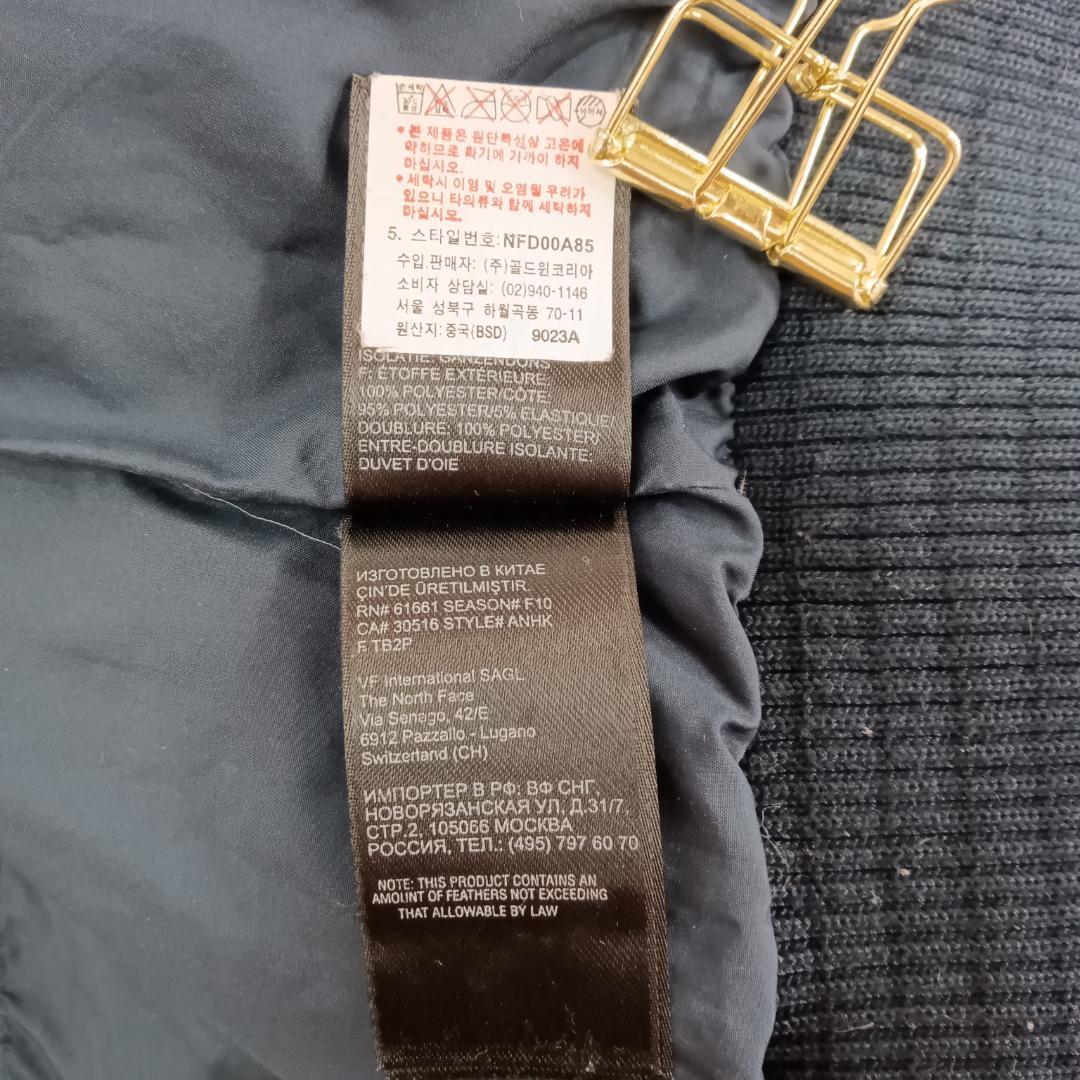 손세탁
30℃
중성
• 본 제품은 원단특성상 고온에
약하므로 화기에 가까이 하지
마십시오.
• 세탁시 이염 및 오염될 우려가
있으니 타의류와 함께 세탁하지
마십시오.
5. 스타일번호: NFD00A85
수입.판매자: (주)골드윈코리아
소비자 상담실: (02)940-1146
서울 성북구 하월곡동 70-11
원산지: 중국(BSD) 9023A
ISOLATIE: GANZENDONS
F: ÉTOFFE EXTÉRIEURE:
100% POLYESTER/CÔTE:
95% POLYESTER/5% ÉLASTIQUE/
DOUBLURE: 100% POLYESTER/
ENTRE-DOUBLURE ISOLANTE:
DUVET D'OIE
ИЗГОТОВЛЕНО В КИТАЕ
ÇIN'DE ÜRETILMIŞTIR.
RN# 61661 SEASON# F10
CA# 30516 STYLE# ANHK
F TB2P
VF International SAGL
The North Face
Via Senago, 42/E
6912 Pazzallo - Lugano
Switzerland (CH)
ИМПОРТЕР В РФ: ВФ СНГ,
НОВОРЯЗАНСКАЯ УЛ, Д.31/7,
СТР.2, 105066 МОСКВА
РОССИЯ, ТЕЛ.: (495) 797 60 70
NOTE: THIS PRODUCT CONTAINS AN
AMOUNT OF FEATHERS NOT EXCEEDING
THAT ALLOWABLE BY LAW